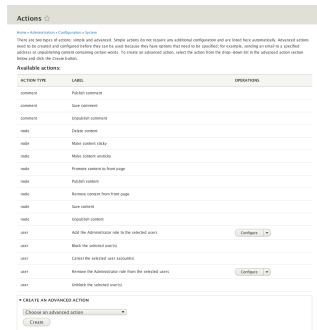 Actions
Home » Administration » Configuration » System
There are two types of actions: simple and advanced. Simple actions do not require any additional configuration and are listed here automatically. Advanced actions
need to be created and configured before they can be used because they have options that need to be specified; for example, sending an email to a specified
address or unpublishing content containing certain words. To create an advanced action, select the action from the drop-down list in the advanced action section
below and click the Create button.
Available actions:
ACTION TYPE LABEL OPERATIONS
comment Publish comment
comment Save comment
comment Unpublish comment
node Delete content
node Make content sticky
node Make content unsticky
node Promote content to front page
node Publish content
node Remove content from front page
node Save content
node Unpublish content
user Add the Administrator role to the selected users Configure
user Block the selected user(s)
user Cancel the selected user account(s)
user Remove the Administrator role from the selected users Configure
user Unblock the selected user(s)
CREATE AN ADVANCED ACTION
Choose an advanced action
Create